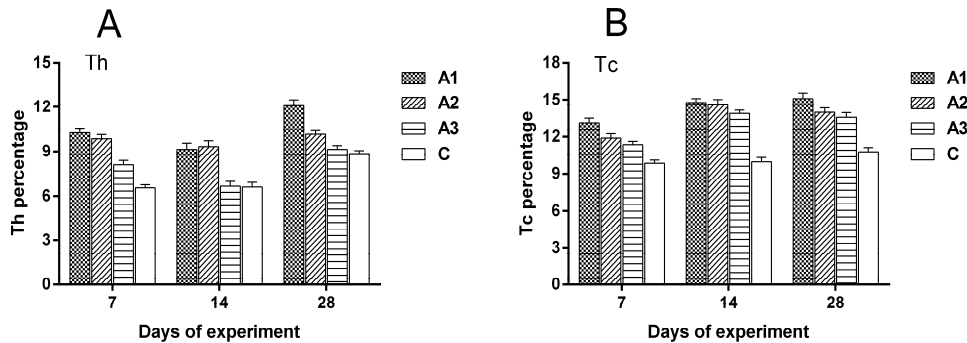 A
Th
15
12
9
6
3
0
Th percentage
7 14 28
Days of experiment
A1
A2
A3
C
B
Tc
18
15
12
9
6
3
0
Tc percentage
7 14 28
Days of experiment
A1
A2
A3
C